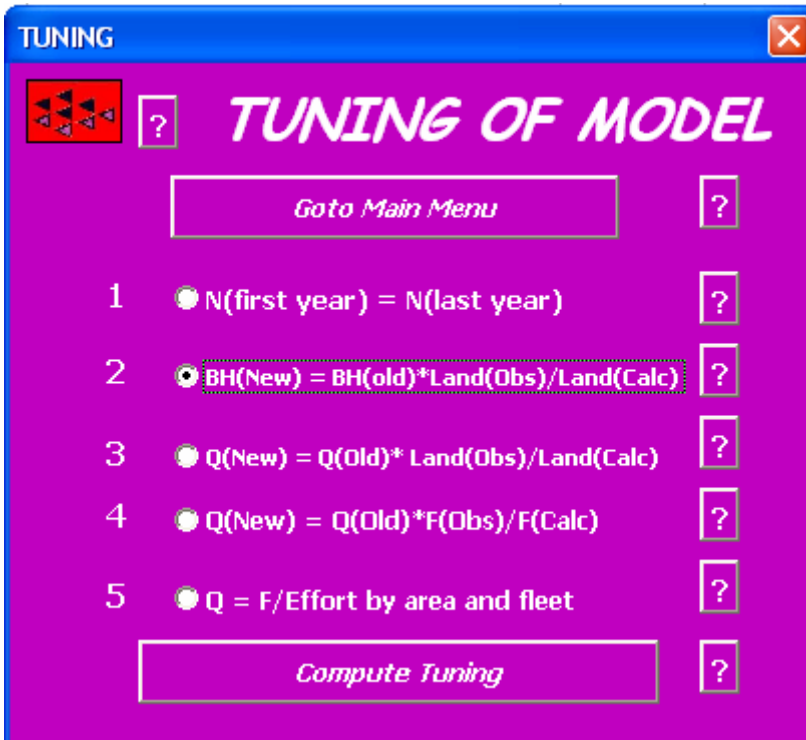 TUNING
? TUNING OF MODEL
Goto Main Menu ?
1 N(first year) = N(last year) ?
2 BH(New) = BH(old)*Land(Obs)/Land(Calc) ?
3 Q(New) = Q(Old)* Land(Obs)/Land(Calc) ?
4 Q(New) = Q(Old)*F(Obs)/F(Calc) ?
5 Q = F/Effort by area and fleet ?
Compute Tuning ?